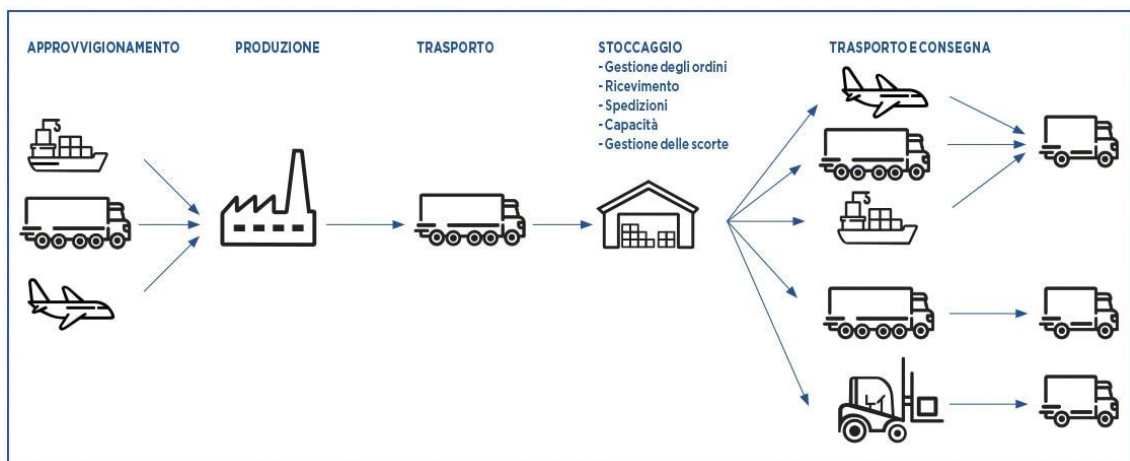 APPROVVIGIONAMENTO
PRODUZIONE
TRASPORTO
STOCCAGGIO
- Gestione degli ordini
- Ricevimento
- Spedizioni
- Capacità
- Gestione delle scorte
TRASPORTO E CONSEGNA